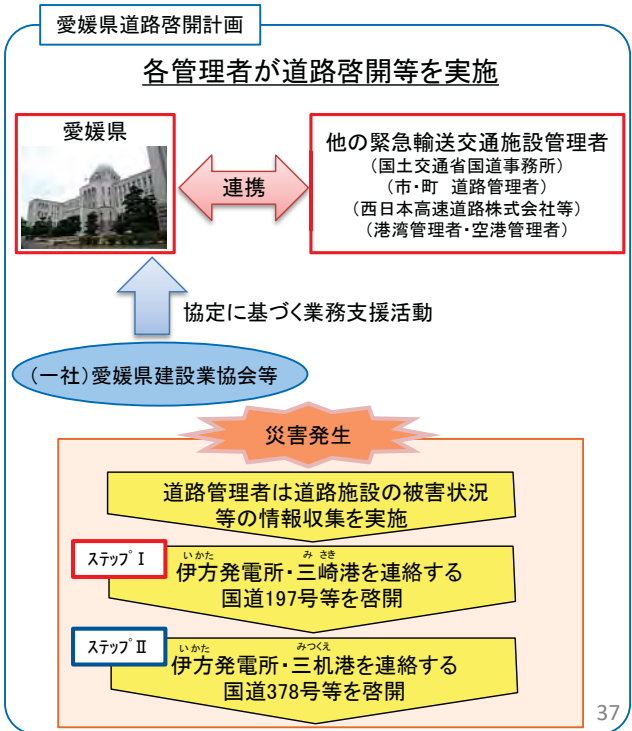 愛媛県道路啓開計画
各管理者が道路啓開等を実施
愛媛県
連携
他の緊急輸送交通施設管理者
(国土交通省国道事務所)
(市・町 道路管理者)
(西日本高速道路株式会社等)
(港湾管理者・空港管理者)
協定に基づく業務支援活動
(一社)愛媛県建設業協会等
災害発生
道路管理者は道路施設の被害状況
等の情報収集を実施
ステップⅠ
いかた みさき
伊方発電所・三崎港を連絡する
国道197号等を啓開
ステップⅡ
いかた みつくえ
伊方発電所・三机港を連絡する
国道378号等を啓開
37